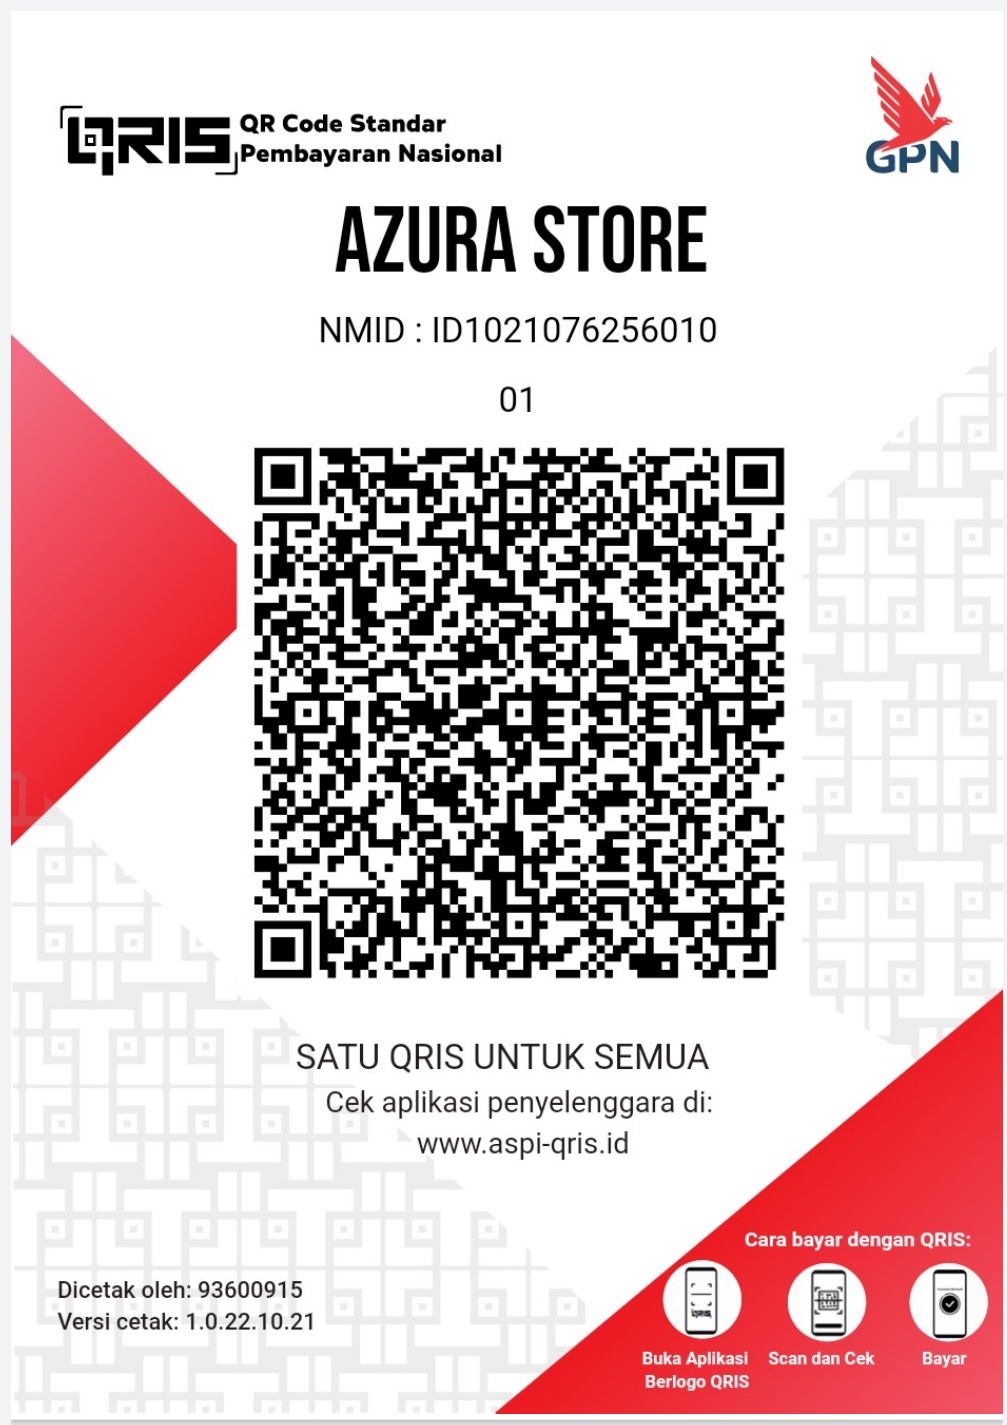 QRIS QR Code Standar
Pembayaran Nasional
GPN
AZURA STORE
NMID : ID1021076256010
01
SATU QRIS UNTUK SEMUA
Cek aplikasi penyelenggara di:
www.aspi-qris.id
Cara bayar dengan QRIS:
Buka Aplikasi
Berlogo QRIS
Scan dan Cek
Bayar
Dicetak oleh: 93600915
Versi cetak: 1.0.22.10.21